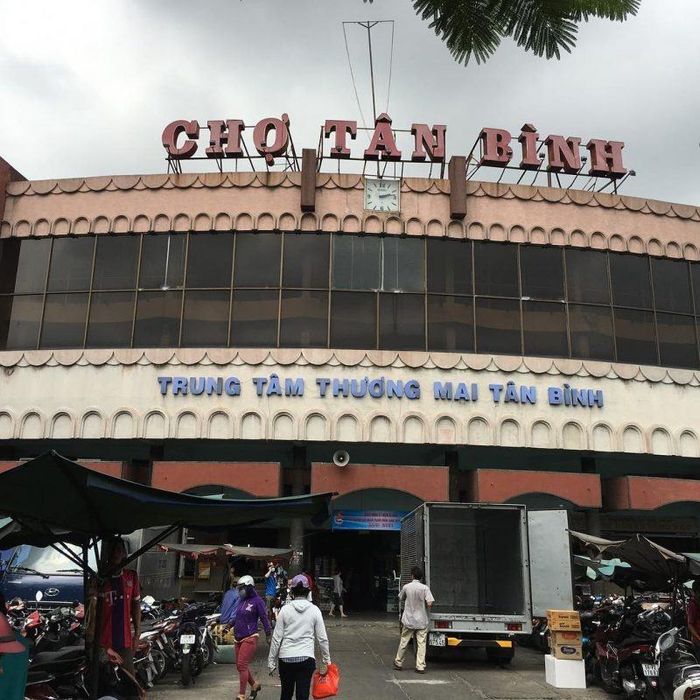 CHỢ TÂN BÌNH
TRUNG TÂM THƯƠNG MẠI TÂN BÌNH